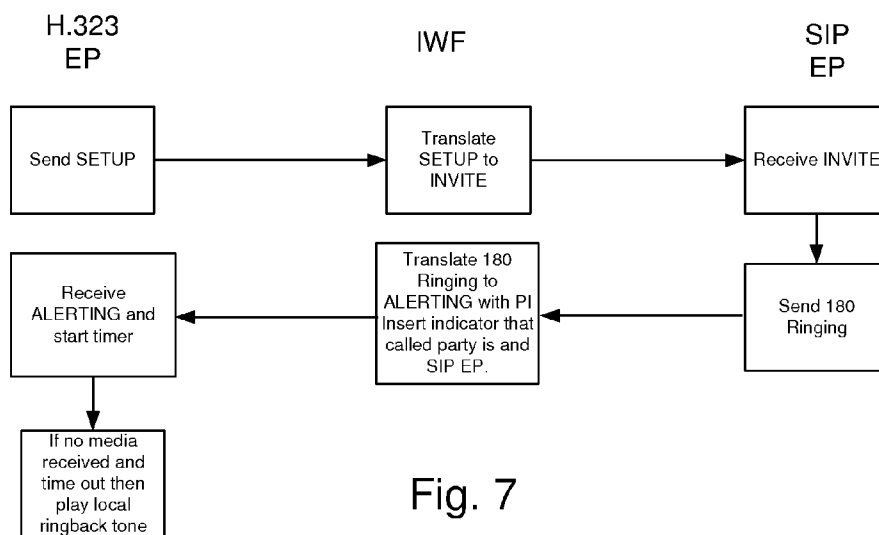 H.323
EP
IWF
SIP
EP
Send SETUP
Translate
SETUP to
INVITE
Receive INVITE
Receive
ALERTING and
start timer
Translate 180
Ringing to
ALERTING with PI
Insert indicator that
called party is and
SIP EP.
Send 180
Ringing
If no media
received and
time out then
play local
ringback tone
Fig. 7